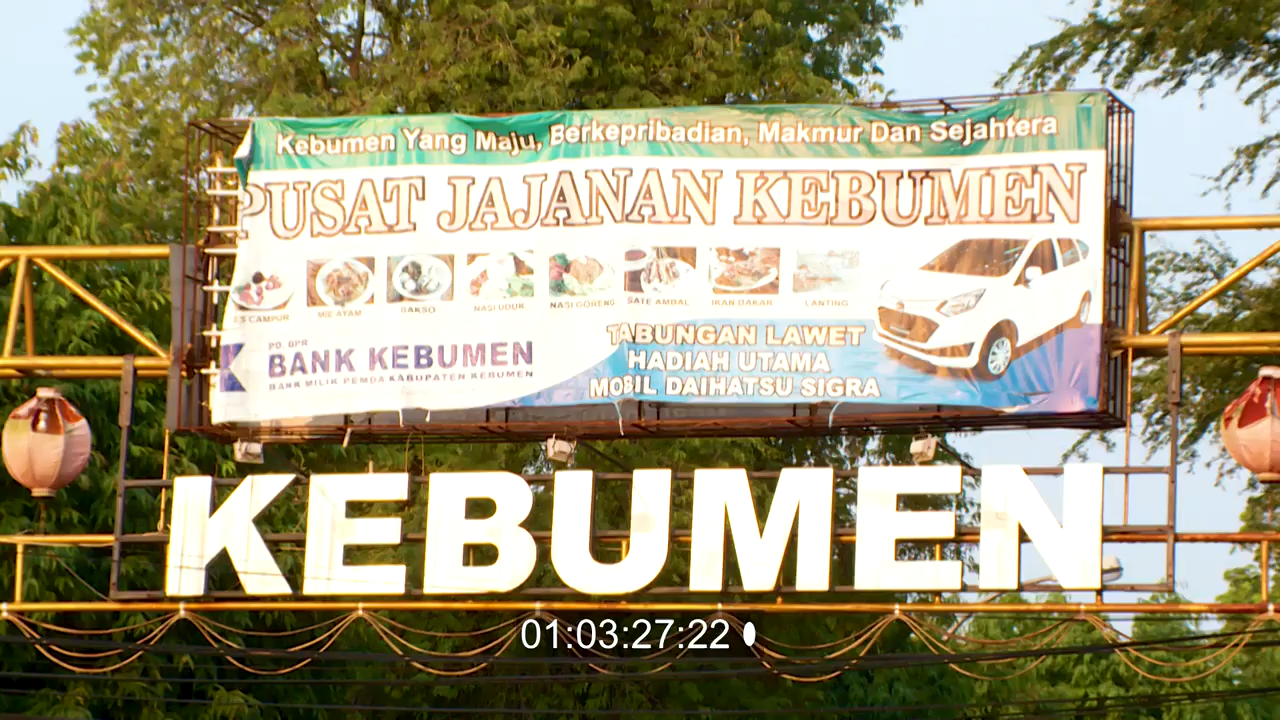 Kebumen Yang Maju, Berkepribadian, Makmur Dan Sejahtera
PUSAT JAJANAN KEBUMEN
ES CAMPUR MIE AYAM BAKSO NASI UDUK NASI GORENG SATE AMBAL IKAN BAKAR LANTING
PD. BPR
BANK KEBUMEN
BANK MILIK PEMDA KABUPATEN KEBUMEN
TABUNGAN LAWET
HADIAH UTAMA
MOBIL DAIHATSU SIGRA
KEBUMEN
01:03:27:22